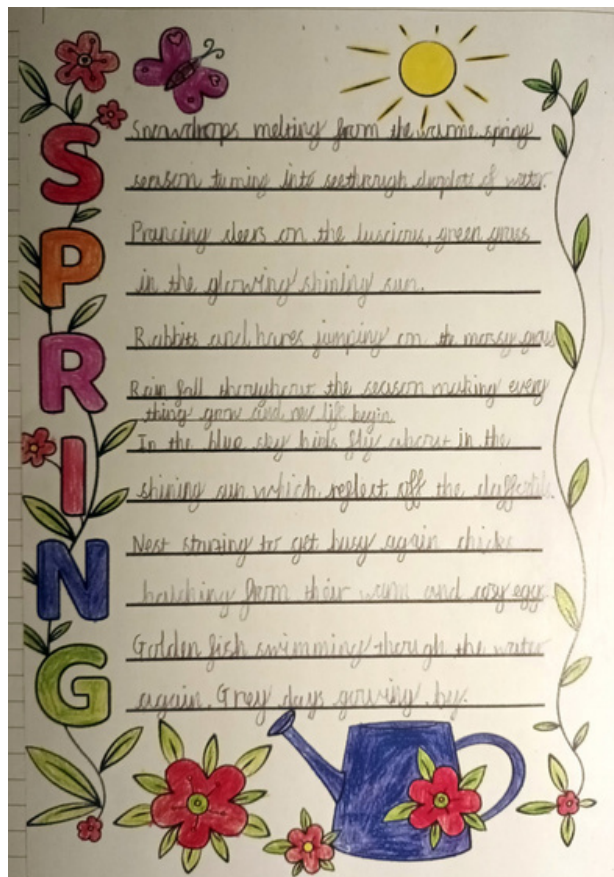 SPRING
Snowdrops melting from the warme spring
season turning into seethrough droplets of water.
Prancing deers on the luscious, green grass
in the glowing shining sun.
Rabbits and hares jumping on the mossy grass
Rain fall throughout the season making every
thing grow and new life begin.
In the blue sky birds fly about in the
shining sun which reflect off the daffodils.
Nest starting to get busy again chicks
hatching from their warm and cosy eggs.
Golden fish swimming through the water
again. Grey days gowing by.